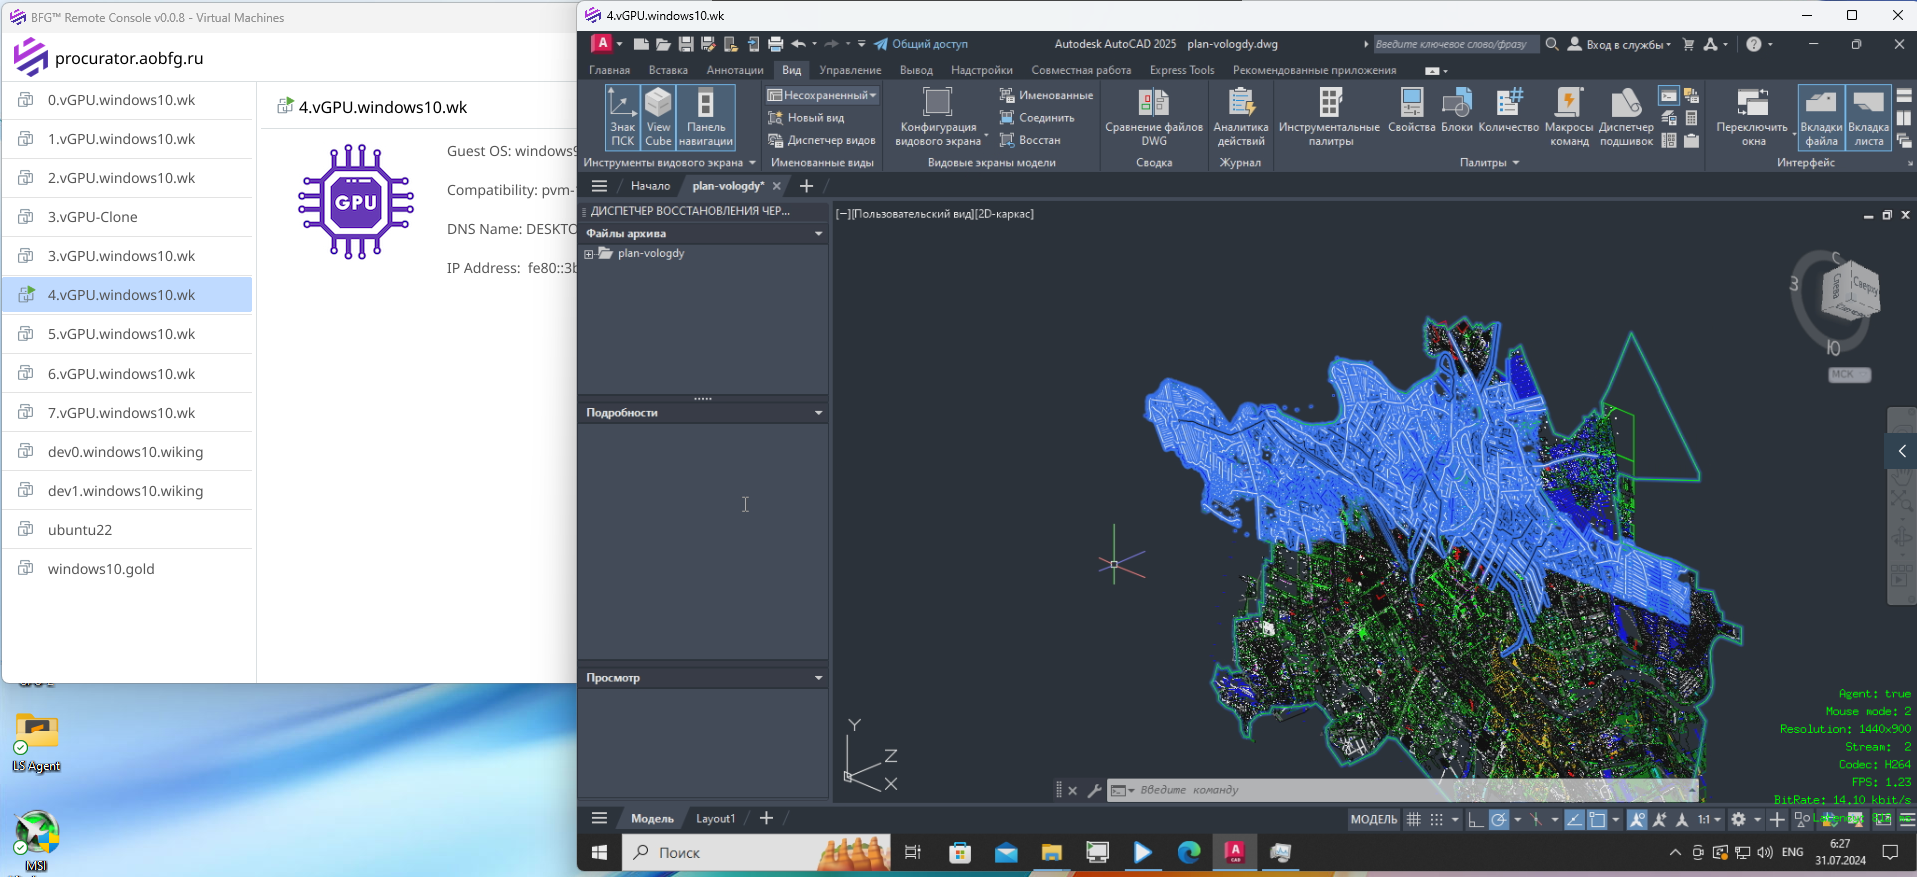 BFG™ Remote Console v0.0.8 - Virtual Machines
procurator.aobfg.ru
0.vGPU.windows10.wk
1.vGPU.windows10.wk
2.vGPU.windows10.wk
3.vGPU-Clone
3.vGPU.windows10.wk
4.vGPU.windows10.wk
5.vGPU.windows10.wk
6.vGPU.windows10.wk
7.vGPU.windows10.wk
dev0.windows10.wiking
dev1.windows10.wiking
ubuntu22
windows10.gold
4.vGPU.windows10.wk
GPU
Guest OS: windows9
Compatibility: pvm-
DNS Name: DESKTO
IP Address: fe80::3b
LS Agent
MSI
4.vGPU.windows10.wk
A Общий доступ
Autodesk AutoCAD 2025 plan-vologdy.dwg
Введите ключевое слово/фразу
Вход в службы
Главная Вставка Аннотации Вид Управление Вывод Надстройки Совместная работа Express Tools Рекомендованные приложения
Знак ПСК
View Cube
Панель навигации
Инструменты видового экрана
Несохраненный
Новый вид
Диспетчер видов
Именованные виды
Конфигурация видового экрана
Именованные
Соединить
Восстан
Видовые экраны модели
Сравнение файлов DWG
Сводка
Аналитика действий
Журнал
Инструментальные палитры
Свойства
Блоки
Количество
Макросы команд
Диспетчер подшивок
Палитры
Переключить окна
Вкладки файла
Вкладка листа
Интерфейс
Начало plan-vologdy*
ДИСПЕТЧЕР ВОССТАНОВЛЕНИЯ ЧЕР...
Файлы архива
plan-vologdy
Подробности
Просмотр
[−][Пользовательский вид][2D-каркас]
С
З
Слева
Сверху
Ю
МСК
Y
Z
X
Agent: true
Mouse mode: 2
Resolution: 1440x900
Stream: 2
Codec: H264
FPS: 1,23
BitRate: 14,10 kbit/s
Введите команду
Модель Layout1
МОДЕЛЬ
1:1
Поиск
A
CAD
ENG
6:27
31.07.2024